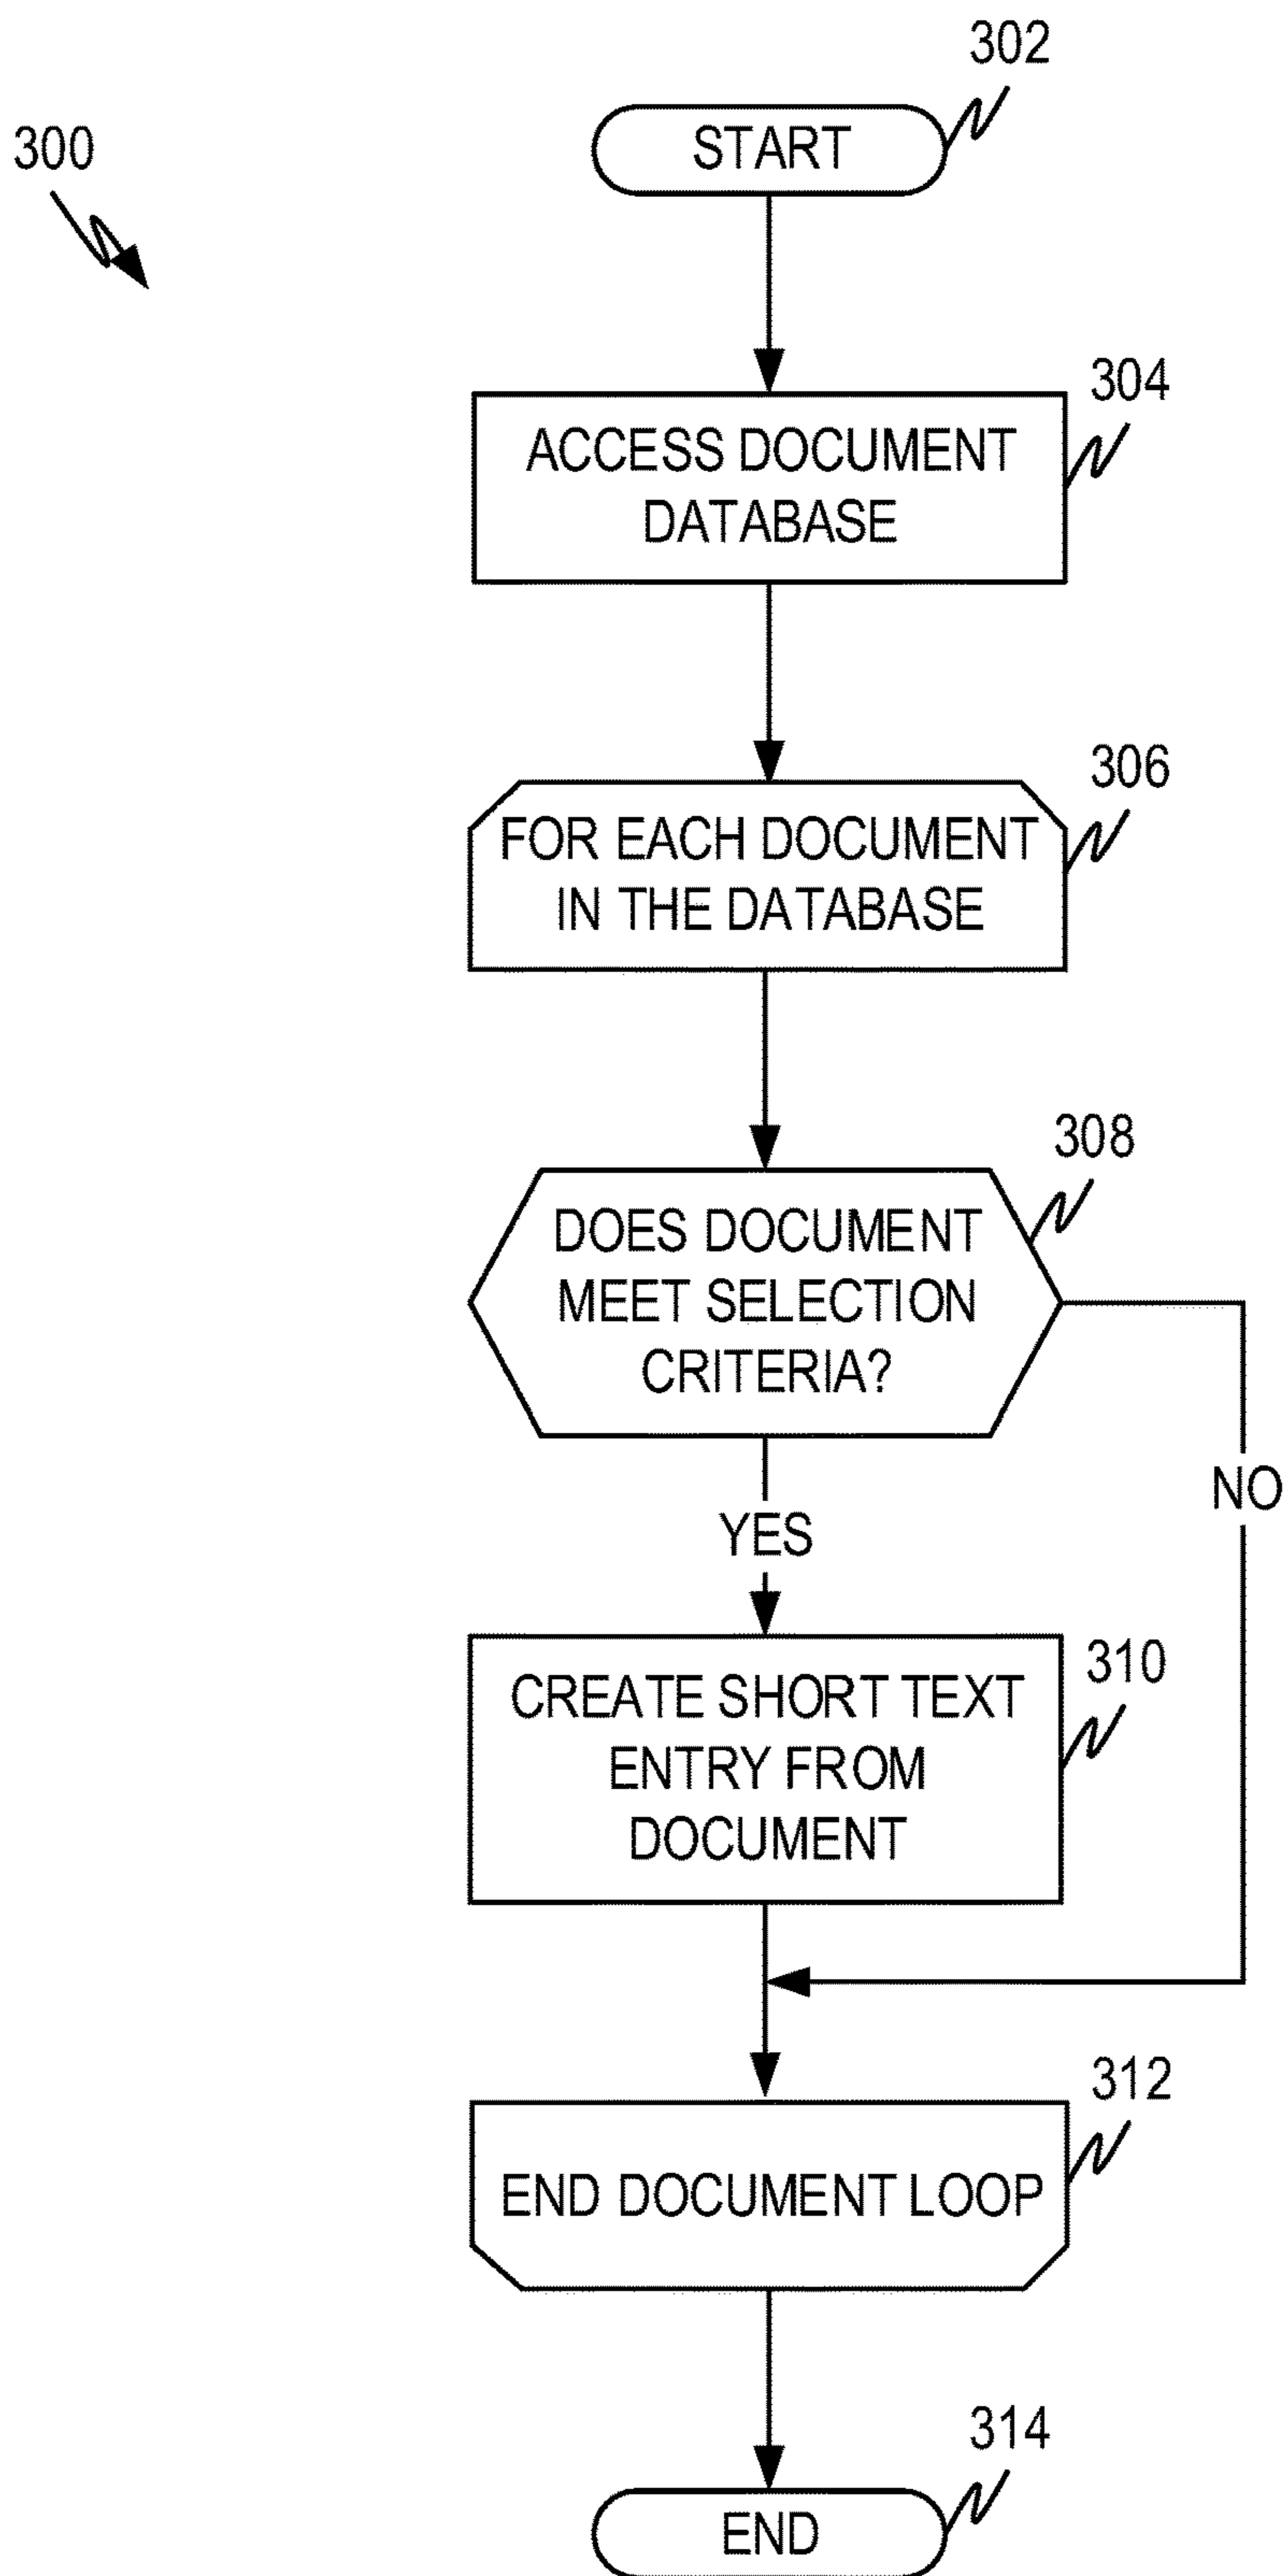 302
300
START
304
ACCESS DOCUMENT
DATABASE
306
FOR EACH DOCUMENT
IN THE DATABASE
308
DOES DOCUMENT
MEET SELECTION
CRITERIA?
NO
YES
310
CREATE SHORT TEXT
ENTRY FROM
DOCUMENT
312
END DOCUMENT LOOP
314
END